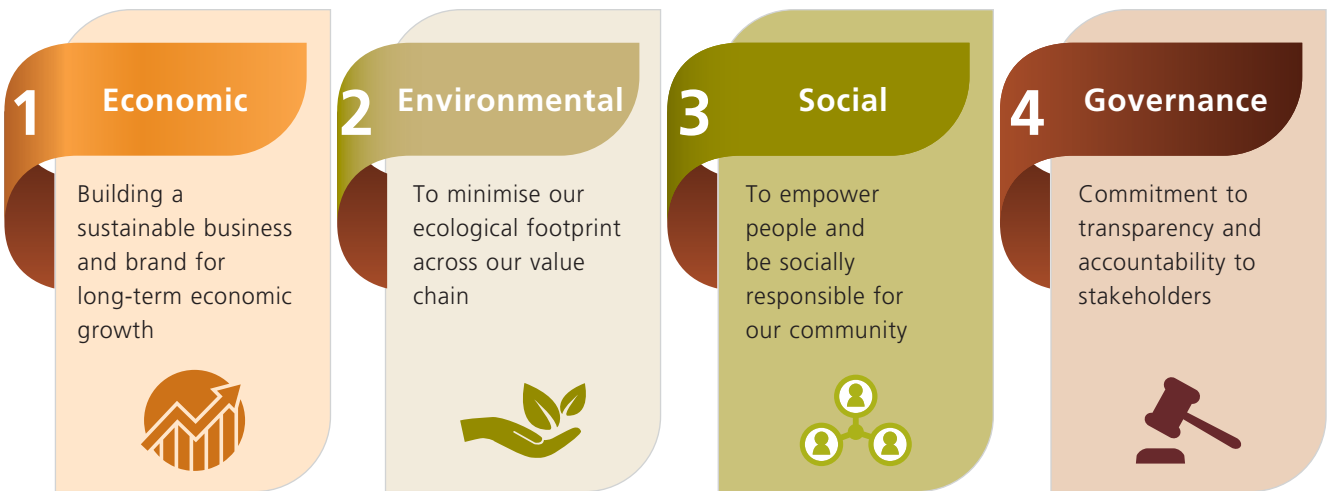 1
Economic
Building a
sustainable business
and brand for
long-term economic
growth
2
Environmental
To minimise our
ecological footprint
across our value
chain
3
Social
To empower
people and
be socially
responsible for
our community
4
Governance
Commitment to
transparency and
accountability to
stakeholders